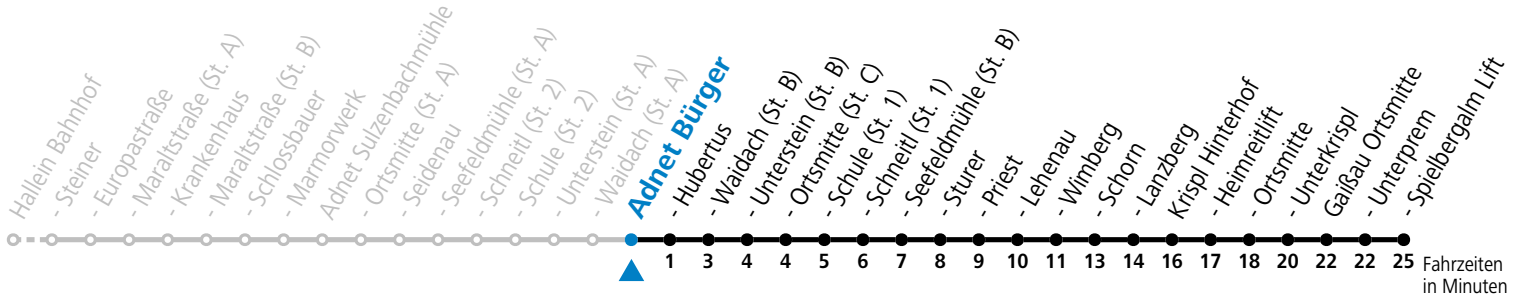 Hallein Bahnhof
- Steiner
- Europastraße
- Maraltstraße (St. A)
- Krankenhaus
- Maraltstraße (St. B)
- Schlossbauer
- Marmorwerk
Adnet Sulzenbachmühle
- Ortsmitte (St. A)
- Seidenau
- Seefeldmühle (St. A)
- Schneitl (St. 2)
- Schule (St. 2)
- Unterstein (St. A)
- Waidach (St. A)
Adnet Bürger
- Hubertus
- Waidach (St. B)
- Unterstein (St. B)
- Ortsmitte (St. C)
- Schule (St. 1)
- Schneitl (St. 1)
- Seefeldmühle (St. B)
- Sturer
- Priest
- Lehenau
- Wimberg
- Schorn
- Lanzberg
Krispl Hinterhof
- Heimreitlift
- Ortsmitte
- Unterkrispl
Gaißau Ortsmitte
- Unterprem
- Spielbergalm Lift
1 3 4 4 5 6 7 8 9 10 11 13 14 16 17 18 20 22 22 25 Fahrzeiten
in Minuten